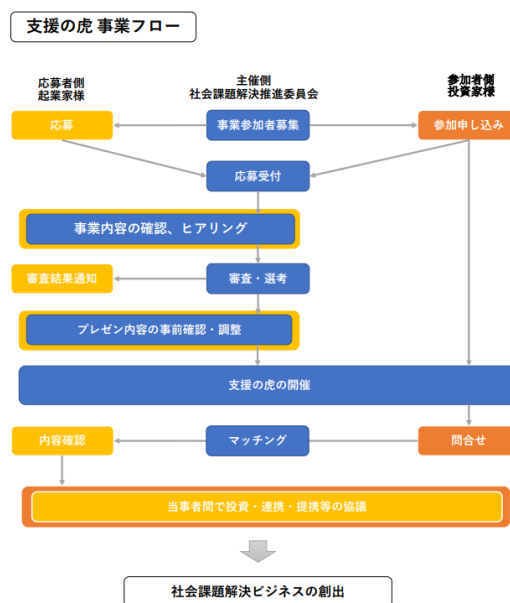 支援の虎 事業フロー
応募者側
起業家様
主催側
社会課題解決推進委員会
参加者側
投資家様
応募
事業参加者募集
参加申し込み
応募受付
事業内容の確認、ヒアリング
審査結果通知
審査・選考
プレゼン内容の事前確認・調整
支援の虎の開催
内容確認
マッチング
問合せ
当事者間で投資・連携・提携等の協議
社会課題解決ビジネスの創出